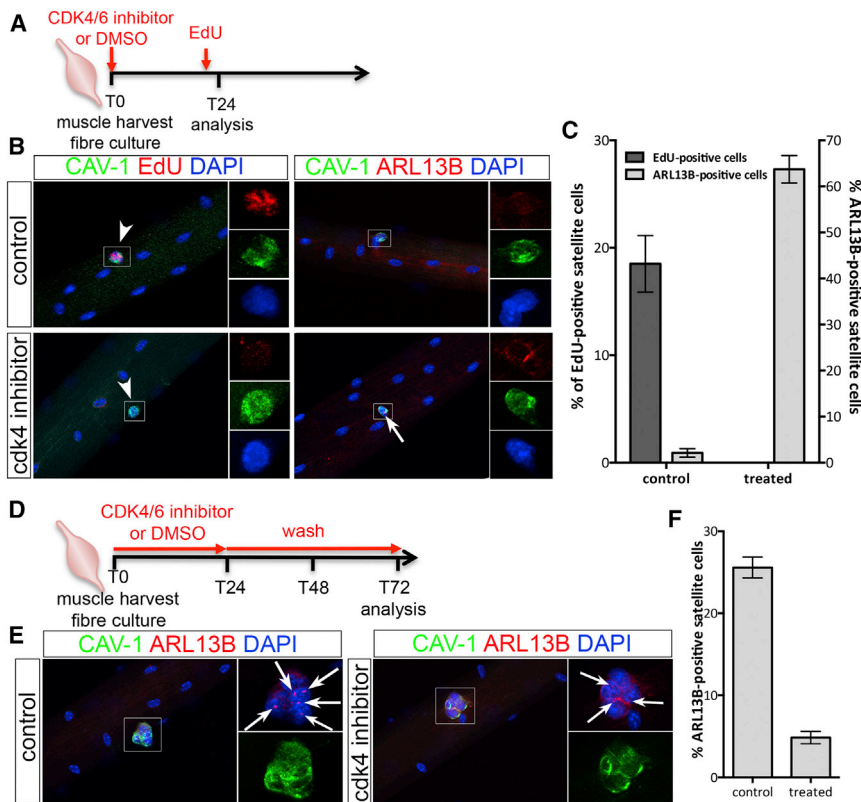 A
CDK4/6 inhibitor
or DMSO
EdU
T0
T24
muscle harvest
fibre culture
analysis
B
CAV-1 EdU DAPI
CAV-1 ARL13B DAPI
control
cdk4 inhibitor
C
30
20
10
0
% of EdU-positive satellite cells
EdU-positive cells
ARL13B-positive cells
70
60
50
40
30
20
10
0
% ARL13B-positive satellite cells
control
treated
D
CDK4/6 inhibitor
or DMSO
wash
T0
T24
T48
T72
muscle harvest
fibre culture
analysis
E
CAV-1 ARL13B DAPI
CAV-1 ARL13B DAPI
control
cdk4 inhibitor
F
30
20
10
0
% ARL13B-positive satellite cells
control
treated